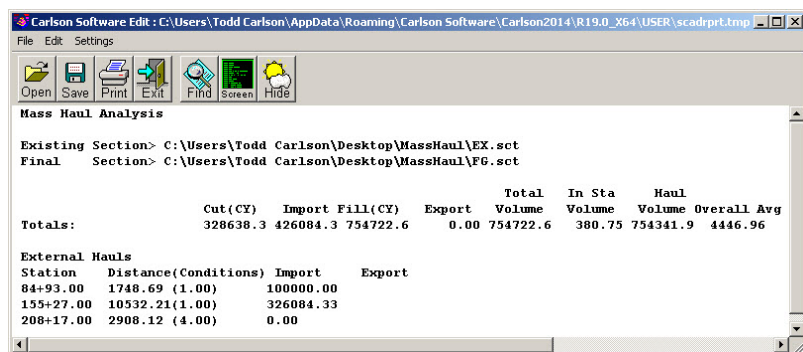 Carlson Software Edit : C:\Users\Todd Carlson\AppData\Roaming\Carlson Software\Carlson2014\R19.0_X64\USER\scadrprt.tmp
File Edit Settings
Open Save Print Exit Find Screen Hide
Mass Haul Analysis
Existing Section> C:\Users\Todd Carlson\Desktop\MassHaul\EX.sct
Final Section> C:\Users\Todd Carlson\Desktop\MassHaul\FG.sct
Total In Sta Haul
Cut(CY) Import Fill(CY) Export Volume Volume Volume Overall Avg
Totals: 328638.3 426084.3 754722.6 0.00 754722.6 380.75 754341.9 4446.96
External Hauls
Station Distance(Conditions) Import Export
84+93.00 1748.69 (1.00) 100000.00
155+27.00 10532.21(1.00) 326084.33
208+17.00 2908.12 (4.00) 0.00